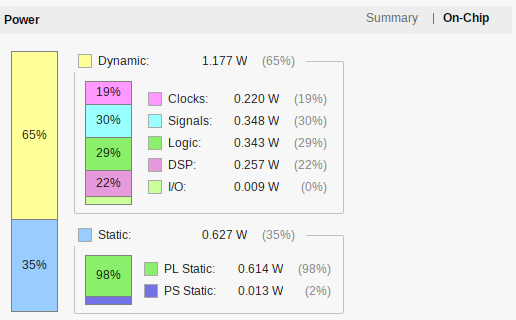 Power Summary | On-Chip
Dynamic: 1.177 W (65%)
19% Clocks: 0.220 W (19%)
30% Signals: 0.348 W (30%)
65%
29% Logic: 0.343 W (29%)
22% DSP: 0.257 W (22%)
I/O: 0.009 W (0%)
Static: 0.627 W (35%)
35%
98% PL Static: 0.614 W (98%)
PS Static: 0.013 W (2%)